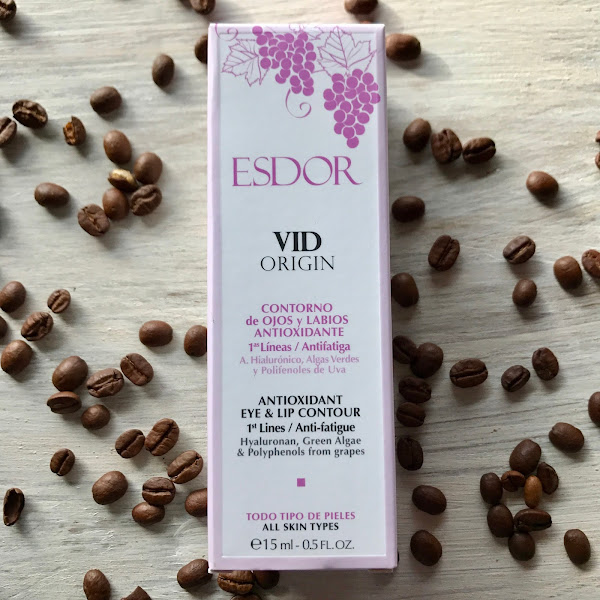 ESDOR
VID
ORIGIN
CONTORNO
de OJOS y LABIOS
ANTIOXIDANTE
1as Líneas / Antifatiga
A. Hialurónico, Algas Verdes
y Polifenoles de Uva
ANTIOXIDANT
EYE & LIP CONTOUR
1st Lines / Anti-fatigue
Hyaluronan, Green Algae
& Polyphenols from grapes
TODO TIPO DE PIELES
ALL SKIN TYPES
℮15 ml - 0.5 FL.OZ.